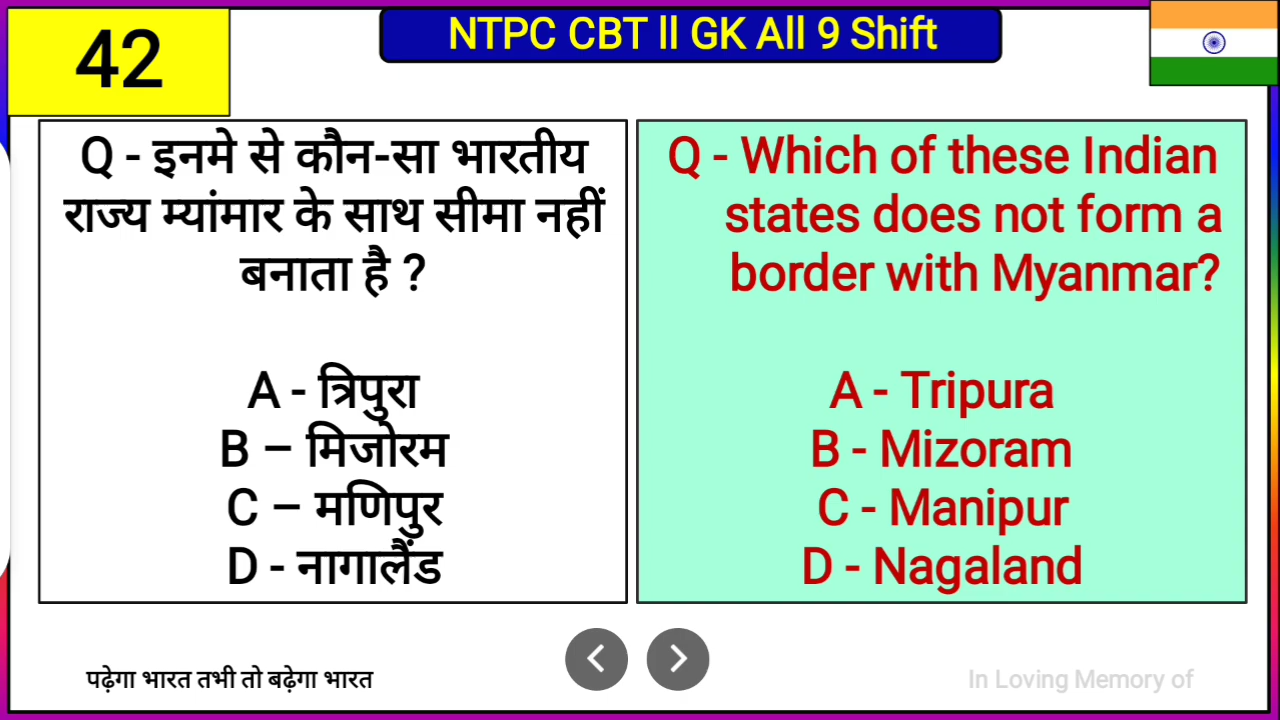 42
NTPC CBT ll GK All 9 Shift
Q - इनमे से कौन-सा भारतीय
राज्य म्यांमार के साथ सीमा नहीं
बनाता है ?
A - त्रिपुरा
B – मिजोरम
C – मणिपुर
D - नागालैंड
Q - Which of these Indian
states does not form a
border with Myanmar?
A - Tripura
B - Mizoram
C - Manipur
D - Nagaland
पढ़ेगा भारत तभी तो बढ़ेगा भारत
In Loving Memory of